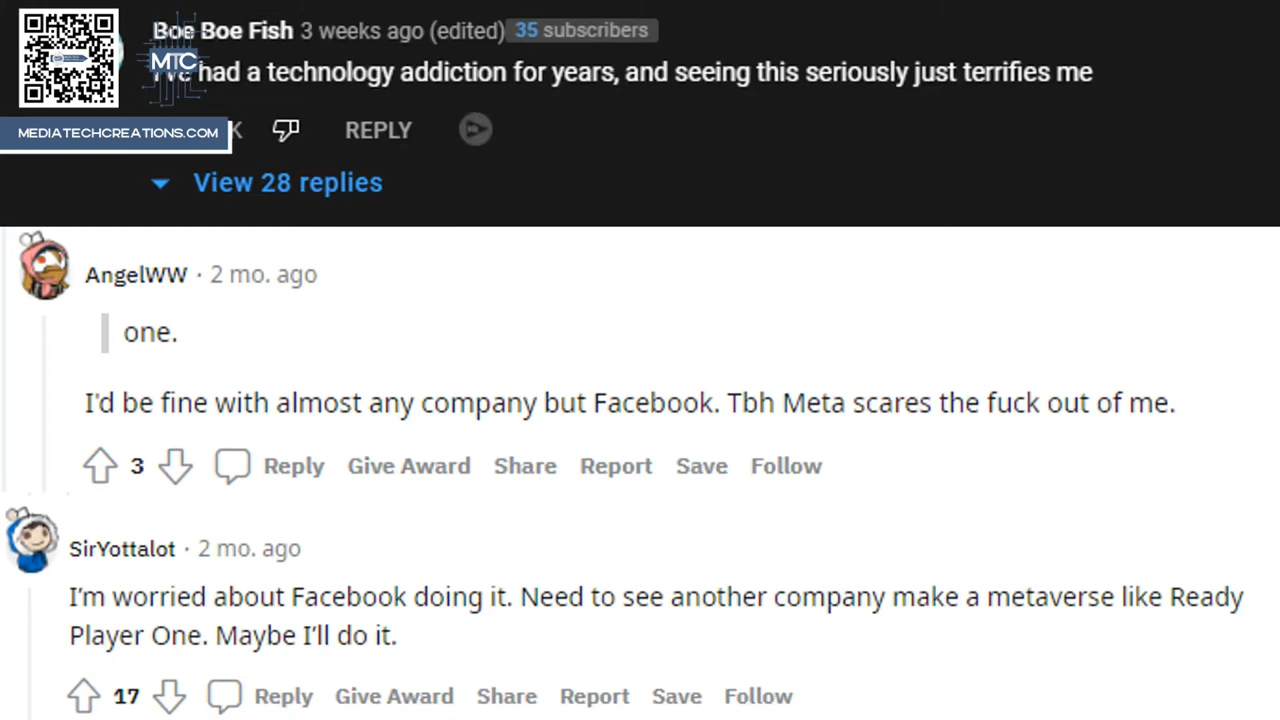 Boe Boe Fish 3 weeks ago (edited) 35 subscribers
MTC had a technology addiction for years, and seeing this seriously just terrifies me
MEDIATECHCREATIONS.COM K REPLY
View 28 replies
AngelWW · 2 mo. ago
one.
I'd be fine with almost any company but Facebook. Tbh Meta scares the fuck out of me.
3 Reply Give Award Share Report Save Follow
SirYottalot · 2 mo. ago
I'm worried about Facebook doing it. Need to see another company make a metaverse like Ready
Player One. Maybe I'll do it.
17 Reply Give Award Share Report Save Follow